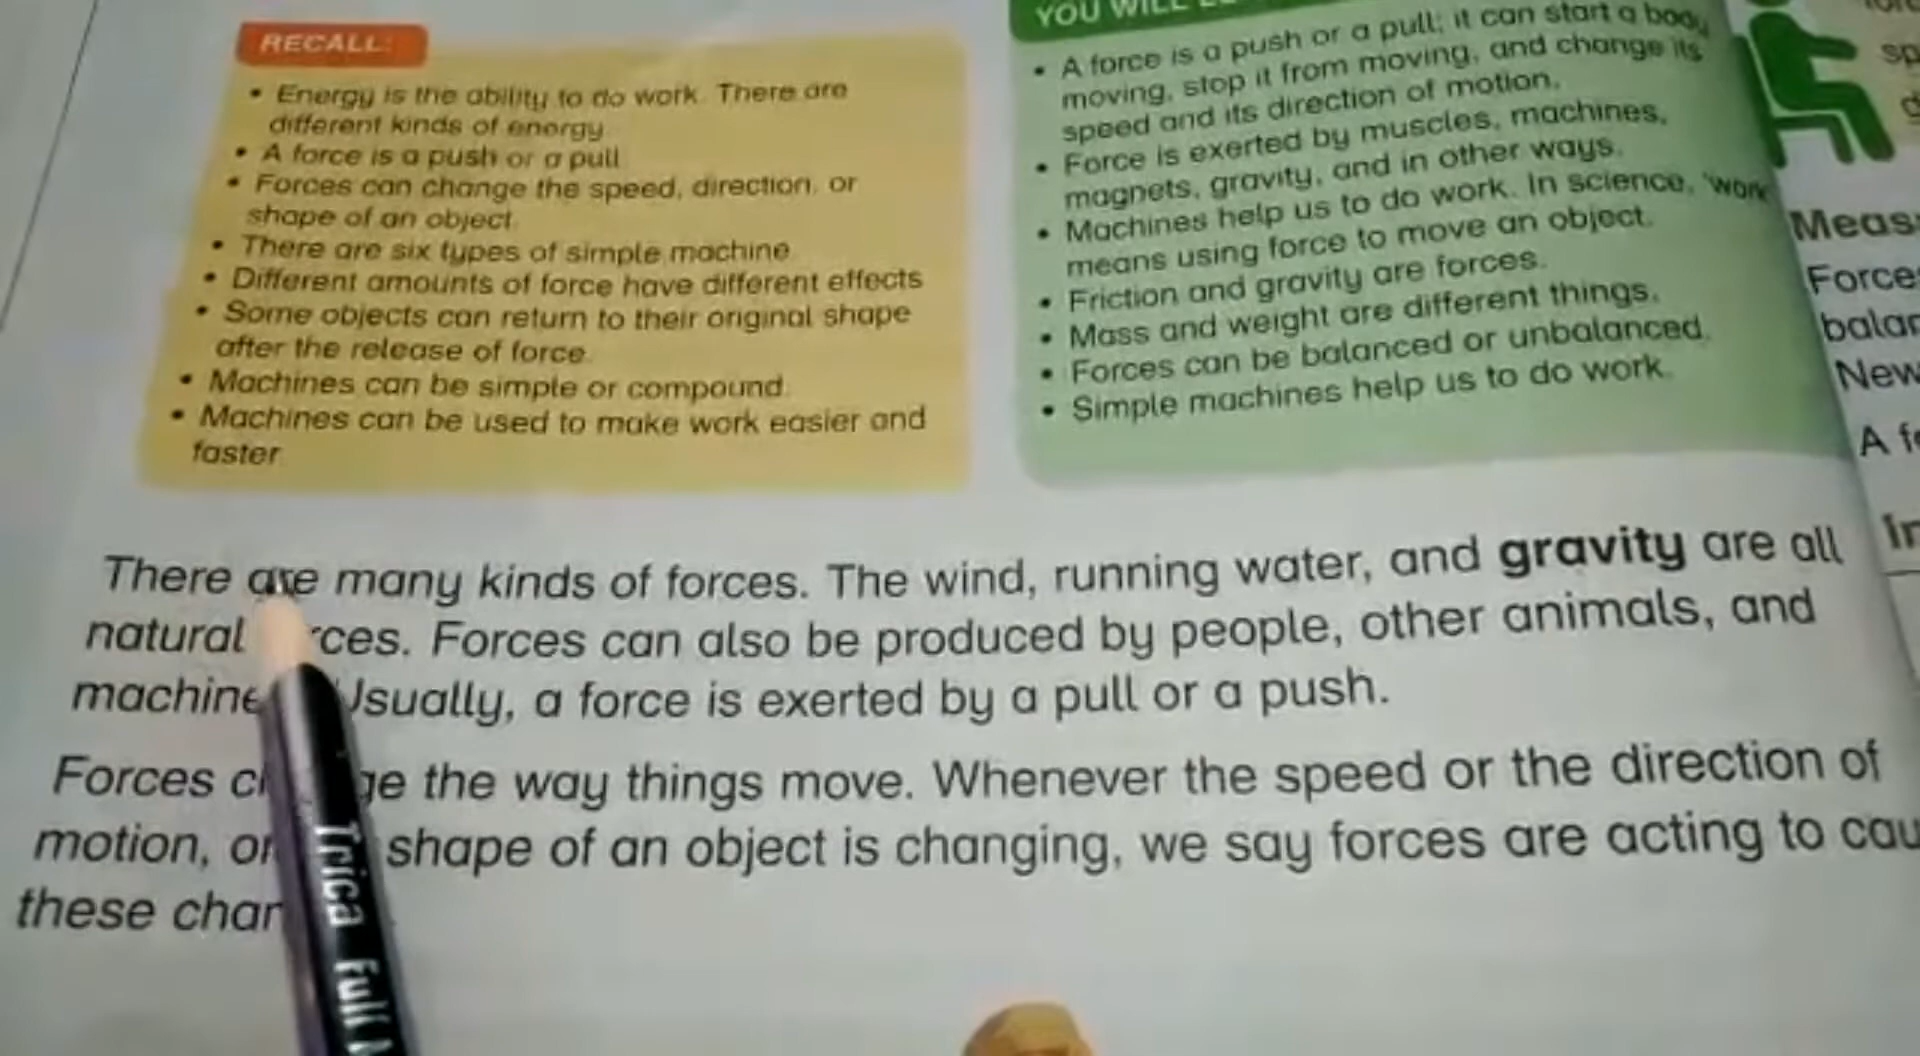 RECALL:
• Energy is the ability to do work. There are
different kinds of energy.
• A force is a push or a pull.
• Forces can change the speed, direction, or
shape of an object.
• There are six types of simple machine.
• Different amounts of force have different effects
• Some objects can return to their original shape
after the release of force.
• Machines can be simple or compound.
• Machines can be used to make work easier and
faster.
YOU WILL
• A force is a push or a pull; it can start a body
moving, stop it from moving, and change its
speed and its direction of motion.
• Force is exerted by muscles, machines,
magnets, gravity, and in other ways.
• Machines help us to do work. In science, 'work'
means using force to move an object.
• Friction and gravity are forces.
• Mass and weight are different things.
• Forces can be balanced or unbalanced.
• Simple machines help us to do work.
There are many kinds of forces. The wind, running water, and gravity are all
natural rces. Forces can also be produced by people, other animals, and
machine Usually, a force is exerted by a pull or a push.
Forces c ge the way things move. Whenever the speed or the direction of
motion, or shape of an object is changing, we say forces are acting to cau
these chan
Trica Full
sp
d
Meas
Force
balan
New
A fo
In